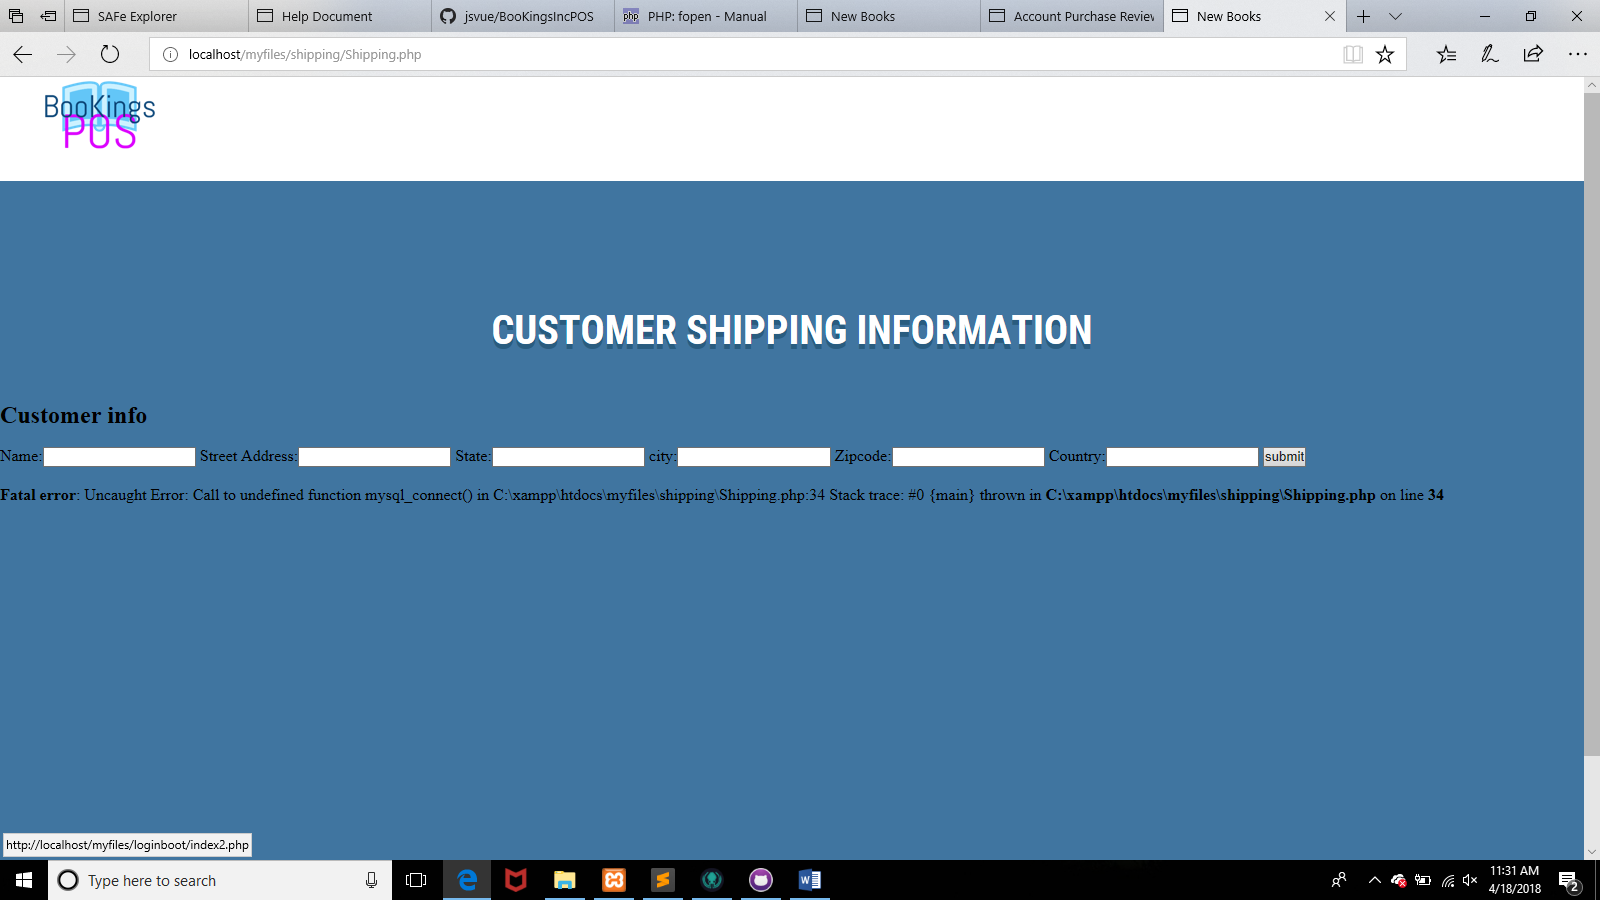 SAFe Explorer
Help Document
jsvue/BooKingsIncPOS
php PHP: fopen - Manual
New Books
Account Purchase Review
New Books
localhost/myfiles/shipping/Shipping.php
BooKings
POS
CUSTOMER SHIPPING INFORMATION
Customer info
Name: Street Address: State: city: Zipcode: Country: submit
Fatal error: Uncaught Error: Call to undefined function mysql_connect() in C:\xampp\htdocs\myfiles\shipping\Shipping.php:34 Stack trace: #0 {main} thrown in C:\xampp\htdocs\myfiles\shipping\Shipping.php on line 34
http://localhost/myfiles/loginboot/index2.php
Type here to search
11:31 AM
4/18/2018
2